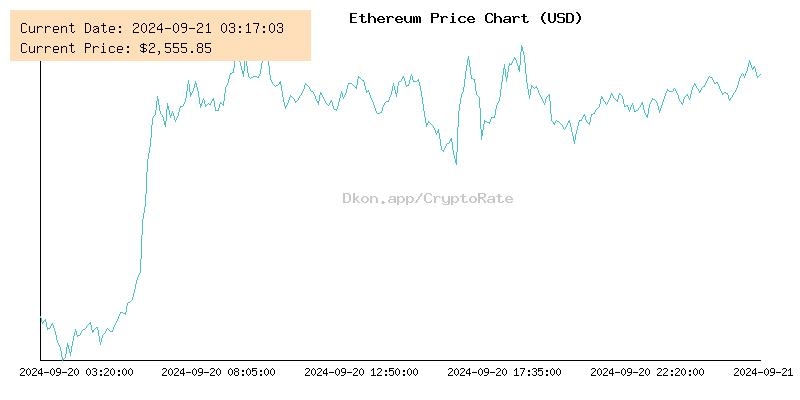 Ethereum Price Chart (USD)
Current Date: 2024-09-21 03:17:03
Current Price: $2,555.85
Dkon.app/CryptoRate
2024-09-20 03:20:00
2024-09-20 08:05:00
2024-09-20 12:50:00
2024-09-20 17:35:00
2024-09-20 22:20:00
2024-09-21